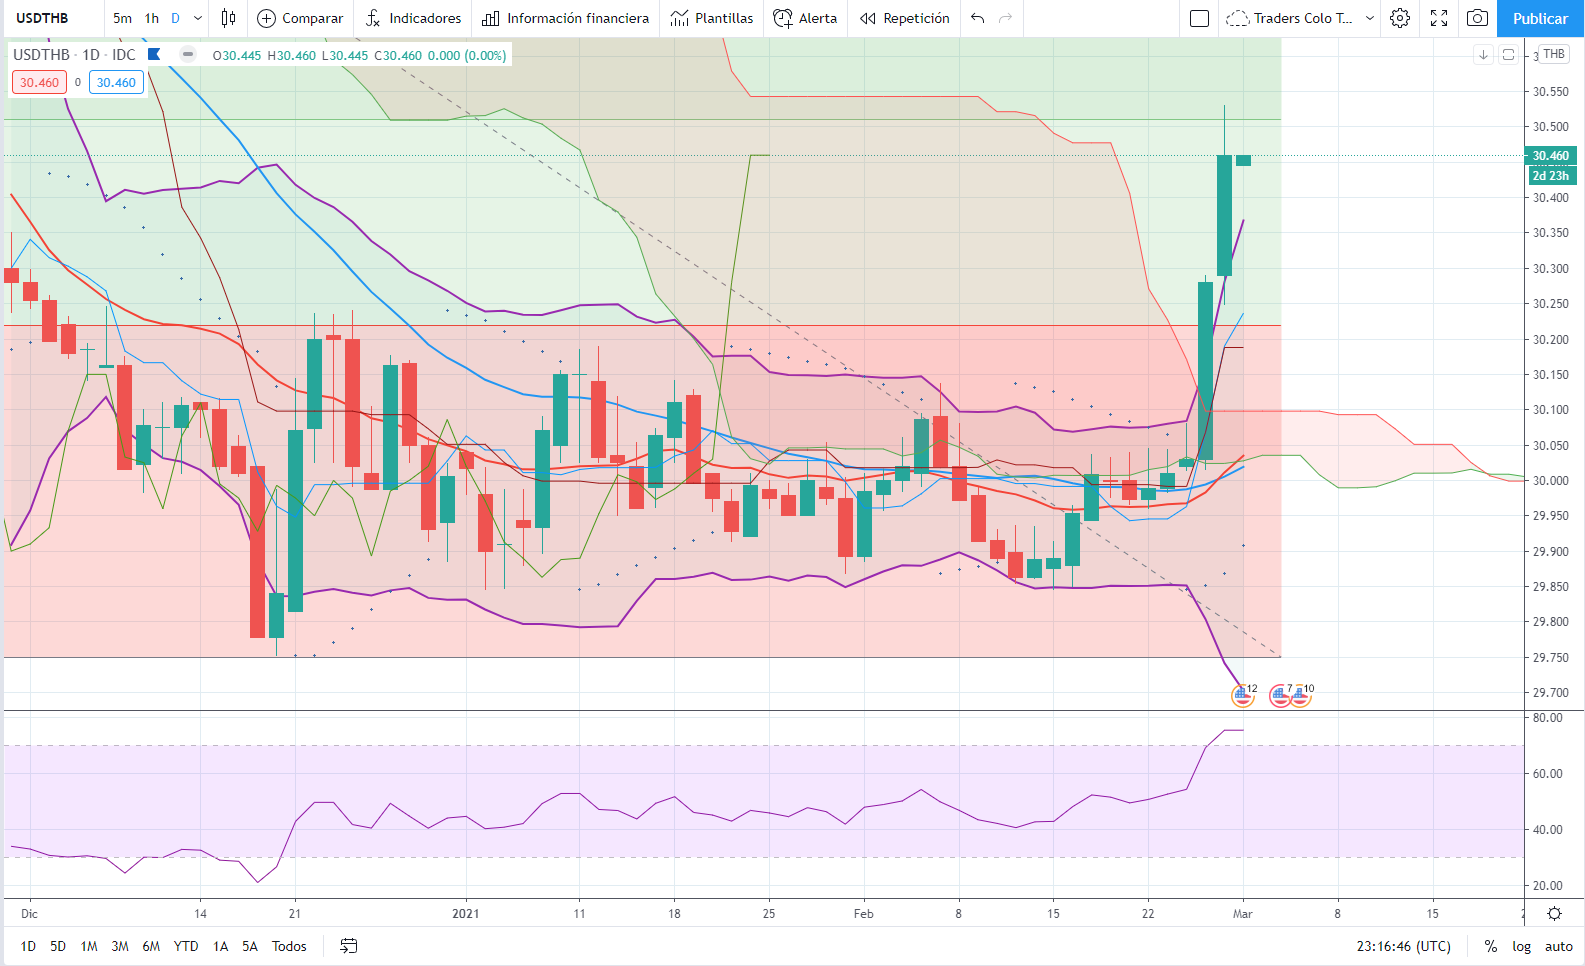 USDTHB 5m 1h D Comparar Indicadores Información financiera Plantillas Alerta Repetición Traders Colo T... Publicar
USDTHB · 1D · IDC O30.445 H30.460 L30.445 C30.460 0.000 (0.00%)
30.460 0 30.460
THB
30.550
30.500
30.460
2d 23h
30.400
30.350
30.300
30.250
30.200
30.150
30.100
30.050
30.000
29.950
29.900
29.850
29.800
29.750
29.700
12 7 10
80.00
60.00
40.00
20.00
Dic 14 21 2021 11 18 25 Feb 8 15 22 Mar 8 15
1D 5D 1M 3M 6M YTD 1A 5A Todos 23:16:46 (UTC) % log auto